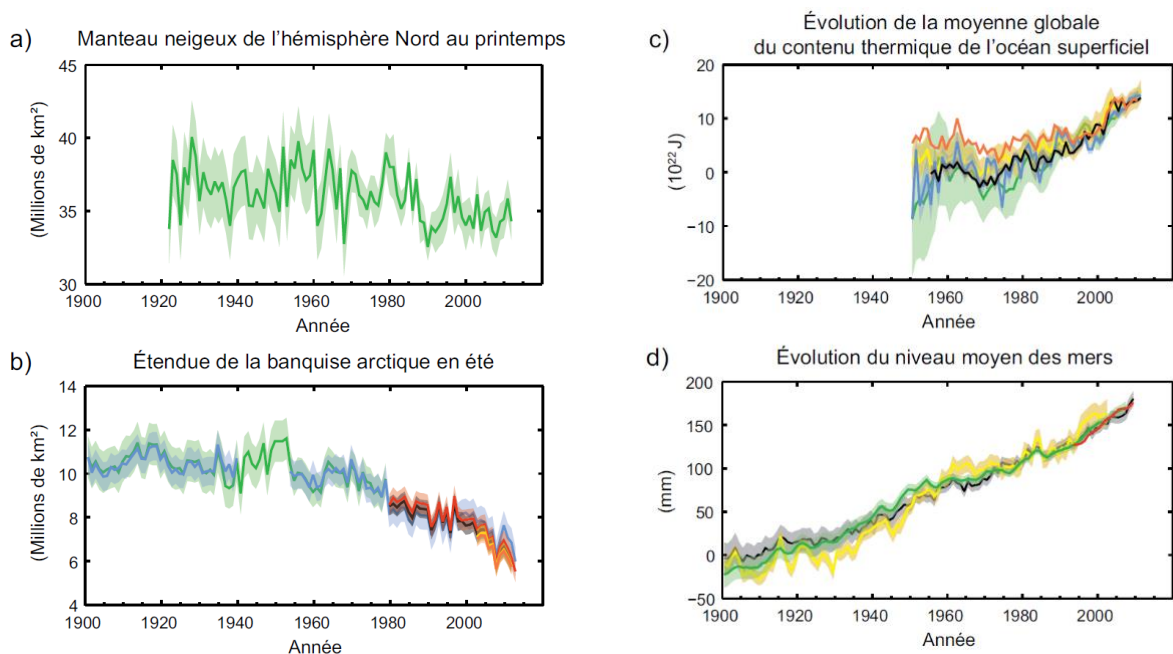 a) Manteau neigeux de l'hémisphère Nord au printemps
(Millions de km²)
45
40
35
30
1900 1920 1940 1960 1980 2000
Année
b) Étendue de la banquise arctique en été
(Millions de km²)
14
12
10
8
6
4
1900 1920 1940 1960 1980 2000
Année
c) Évolution de la moyenne globale
du contenu thermique de l'océan superficiel
(10²² J)
20
10
0
−10
−20
1900 1920 1940 1960 1980 2000
Année
d) Évolution du niveau moyen des mers
(mm)
200
150
100
50
0
−50
1900 1920 1940 1960 1980 2000
Année